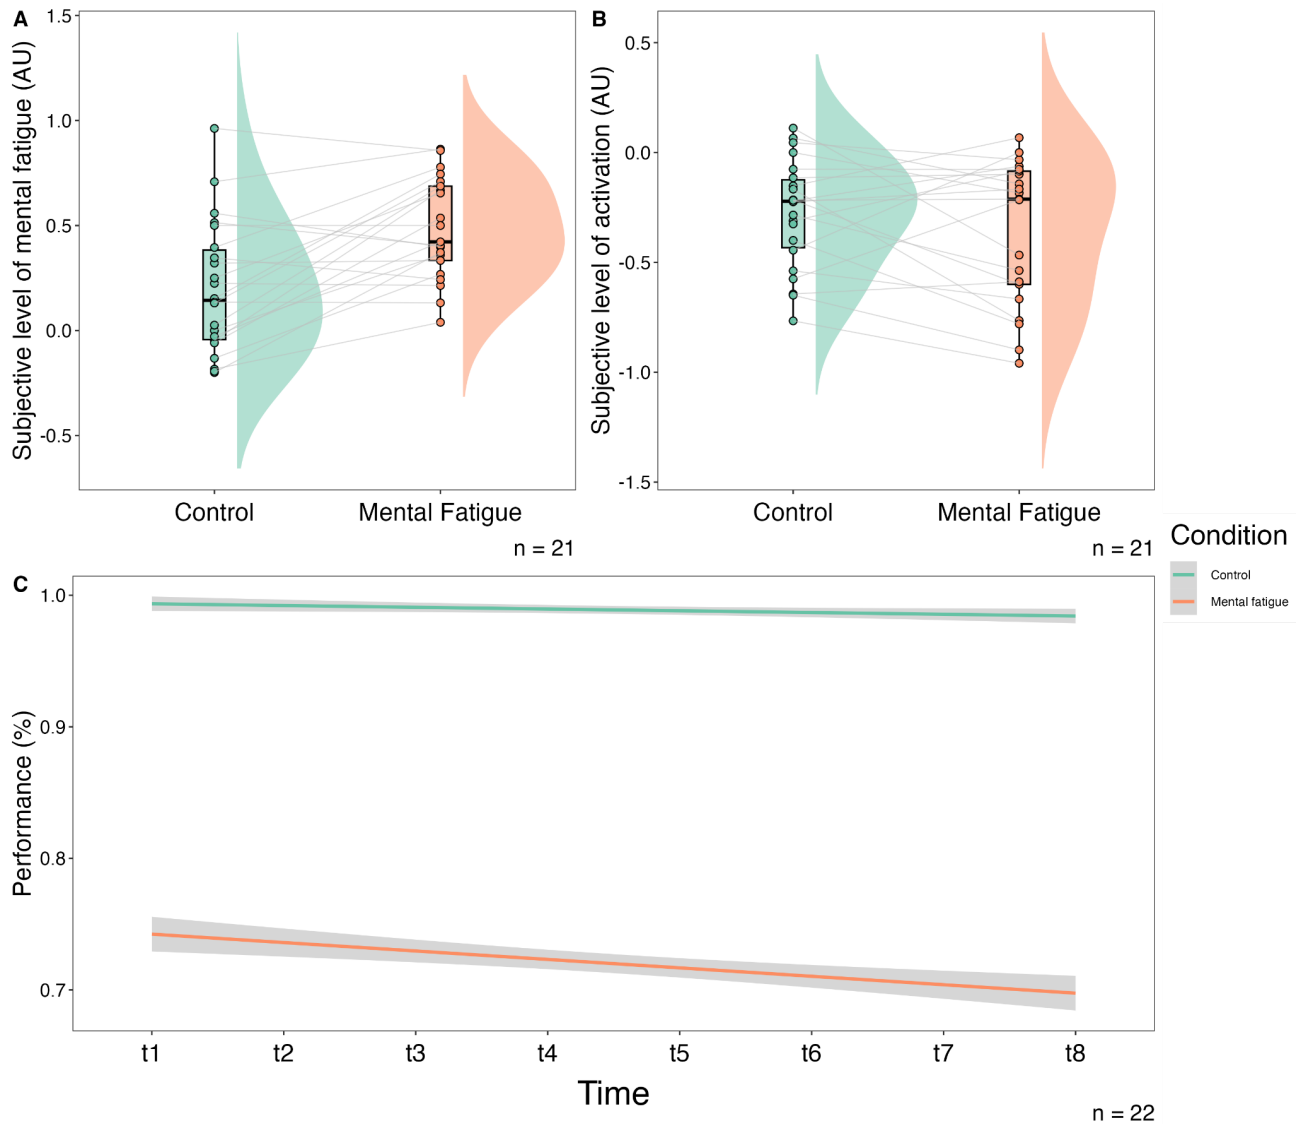 A
Subjective level of mental fatigue (AU)
1.5
1.0
0.5
0.0
-0.5
Control
Mental Fatigue
n = 21
B
Subjective level of activation (AU)
0.5
0.0
-0.5
-1.0
-1.5
Control
Mental Fatigue
n = 21
Condition
Control
Mental fatigue
C
Performance (%)
1.0
0.9
0.8
0.7
t1 t2 t3 t4 t5 t6 t7 t8
Time
n = 22